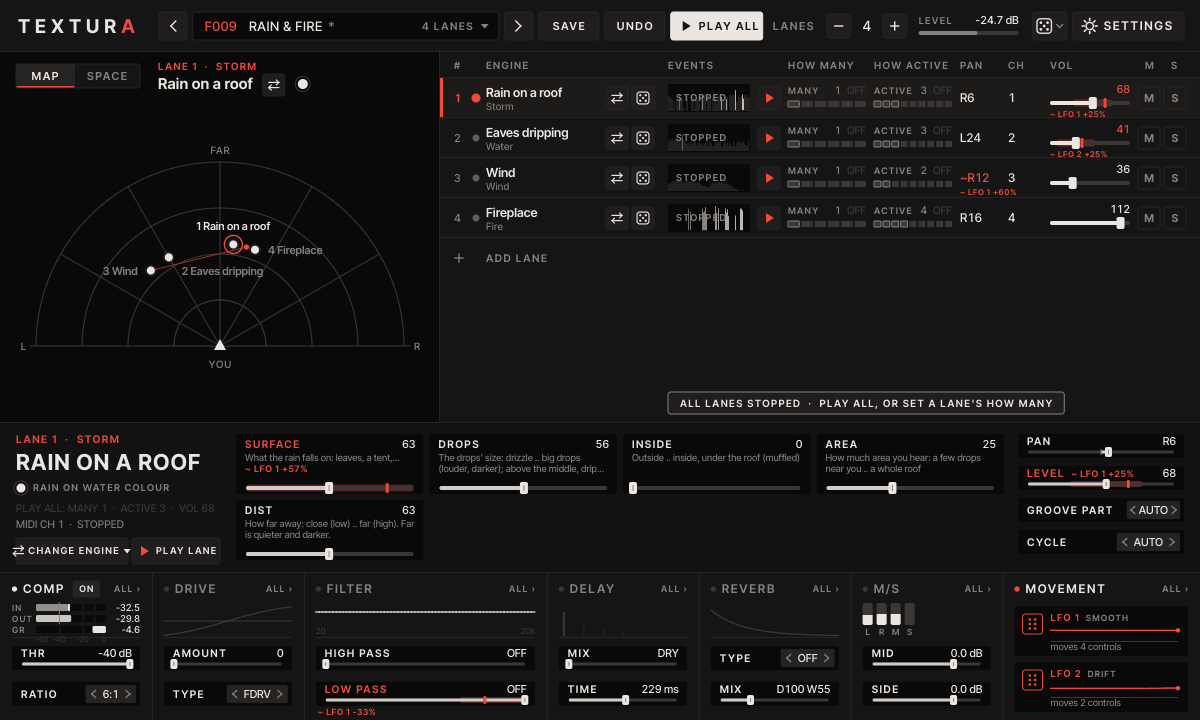 TEXTURA
F009 RAIN & FIRE *
4 LANES
SAVE
UNDO
PLAY ALL
LANES
4
LEVEL -24.7 dB
SETTINGS
MAP
SPACE
LANE 1 · STORM
Rain on a roof
FAR
1 Rain on a roof
4 Fireplace
3 Wind
2 Eaves dripping
L
R
YOU
# ENGINE EVENTS HOW MANY HOW ACTIVE PAN CH VOL M S
1 Rain on a roof STOPPED MANY 1 OFF ACTIVE 3 OFF R6 1 68 M S
Storm
~ LFO 1 +25%
2 Eaves dripping STOPPED MANY 1 OFF ACTIVE 3 OFF L24 2 41 M S
Water
~ LFO 2 +25%
3 Wind STOPPED MANY 1 OFF ACTIVE 2 OFF ~R12 3 36 M S
Wind
~ LFO 1 +60%
4 Fireplace STOPPED MANY 1 OFF ACTIVE 4 OFF R16 4 112 M S
Fire
+ ADD LANE
ALL LANES STOPPED · PLAY ALL, OR SET A LANE'S HOW MANY
LANE 1 · STORM
RAIN ON A ROOF
RAIN ON WATER COLOUR
PLAY ALL: MANY 1 · ACTIVE 3 · VOL 68
MIDI CH 1 · STOPPED
CHANGE ENGINE
PLAY LANE
SURFACE 63
What the rain falls on: leaves, a tent,...
~ LFO 1 +57%
DROPS 56
The drops' size: drizzle .. big drops
(louder, darker); above the middle, drip...
INSIDE 0
Outside .. inside, under the roof (muffled)
AREA 25
How much area you hear: a few drops
near you .. a whole roof
DIST 63
How far away: close (low) .. far (high). Far
is quieter and darker.
PAN R6
LEVEL ~ LFO 1 +25% 68
GROOVE PART < AUTO >
CYCLE < AUTO >
COMP ON ALL ›
IN -32.5
OUT -29.8
GR -4.6
-60 -40 -20 0
THR -40 dB
RATIO < 6:1 >
DRIVE ALL ›
AMOUNT 0
TYPE < FDRV >
FILTER ALL ›
20 20k
HIGH PASS OFF
LOW PASS OFF
~ LFO 1 -33%
DELAY ALL ›
MIX DRY
TIME 229 ms
REVERB ALL ›
TYPE < OFF >
MIX D100 W55
M/S ALL ›
L R M S
MID 0.0 dB
SIDE 0.0 dB
MOVEMENT ALL ›
LFO 1 SMOOTH
moves 4 controls
LFO 2 DRIFT
moves 2 controls